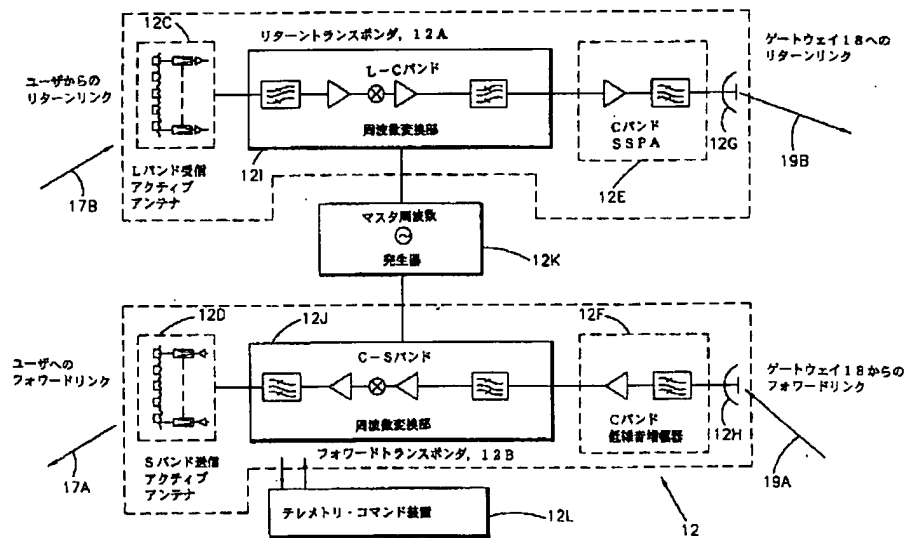 12C
リターントランスポンダ, 12A
ゲートウェイ18への
リターンリンク
ユーザからの
リターンリンク
L-Cバンド
周波数変換部
Cバンド
SSPA
12G
19B
Lバンド受信
アクティブ
アンテナ
17B
12I
12E
マスタ周波数
発生器
12K
12D
12J
12F
ユーザへの
フォワードリンク
C-Sバンド
周波数変換部
Cバンド
低雑音増幅器
12H
ゲートウェイ18からの
フォワードリンク
17A
Sバンド送信
アクティブ
アンテナ
フォワードトランスポンダ, 12B
19A
テレメトリ・コマンド装置
12L
12